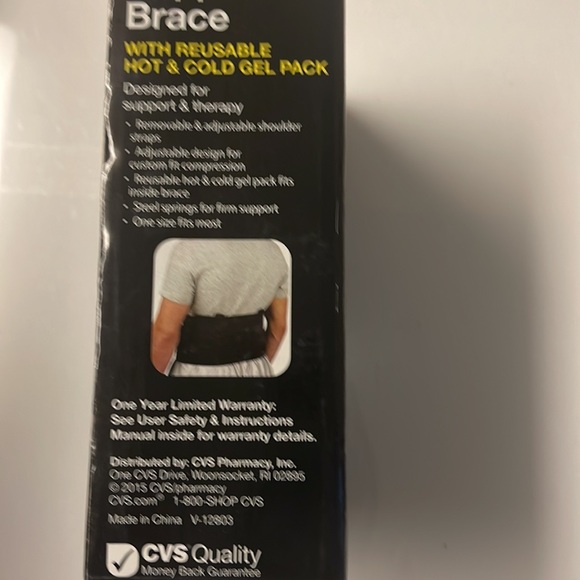 Brace
WITH REUSABLE
HOT & COLD GEL PACK
Designed for
support & therapy
• Removable & adjustable shoulder
straps
• Adjustable design for
custom fit compression
• Reusable hot & cold gel pack fits
inside brace
• Steel springs for firm support
• One size fits most
One Year Limited Warranty:
See User Safety & Instructions
Manual inside for warranty details.
Distributed by: CVS Pharmacy, Inc.
One CVS Drive, Woonsocket, RI 02895
© 2015 CVS/pharmacy
CVS.com® 1-800-SHOP CVS
Made in China V-12803
CVS Quality
Money Back Guarantee